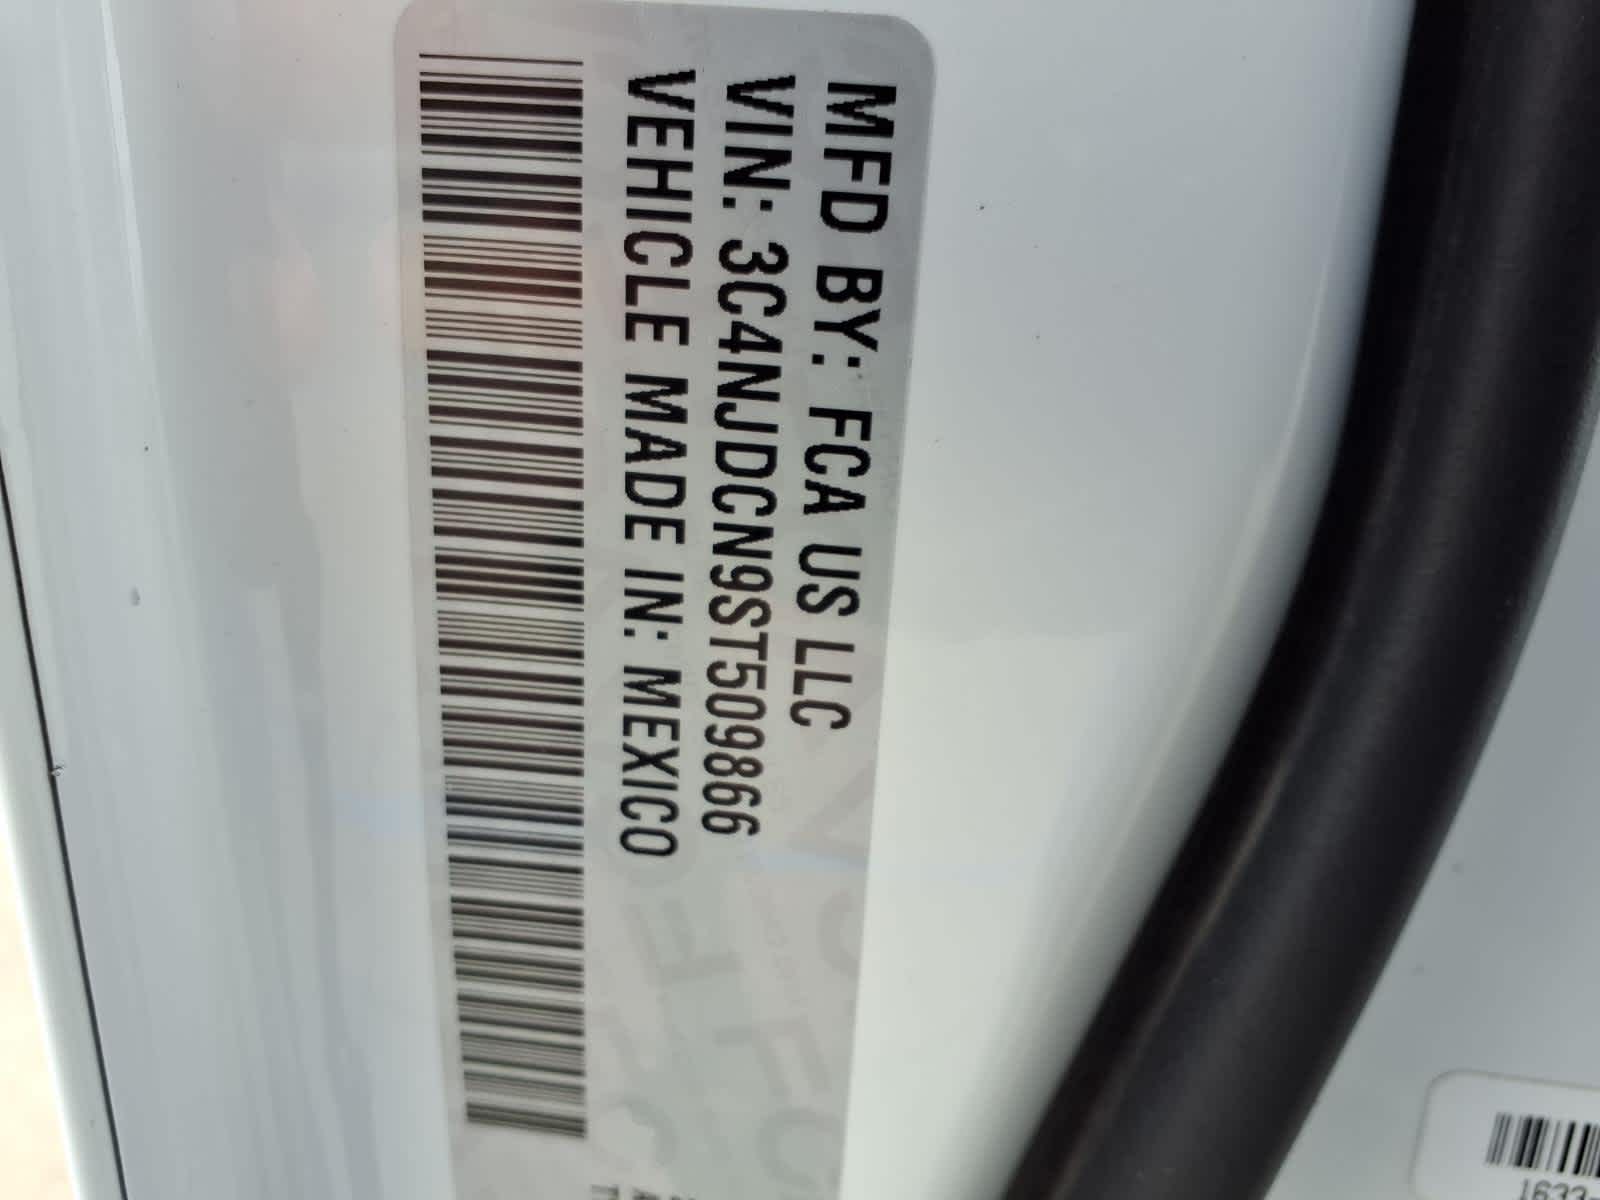 MFD BY: FCA US LLC
VIN: 3C4NJDCN9ST509866
VEHICLE MADE IN: MEXICO